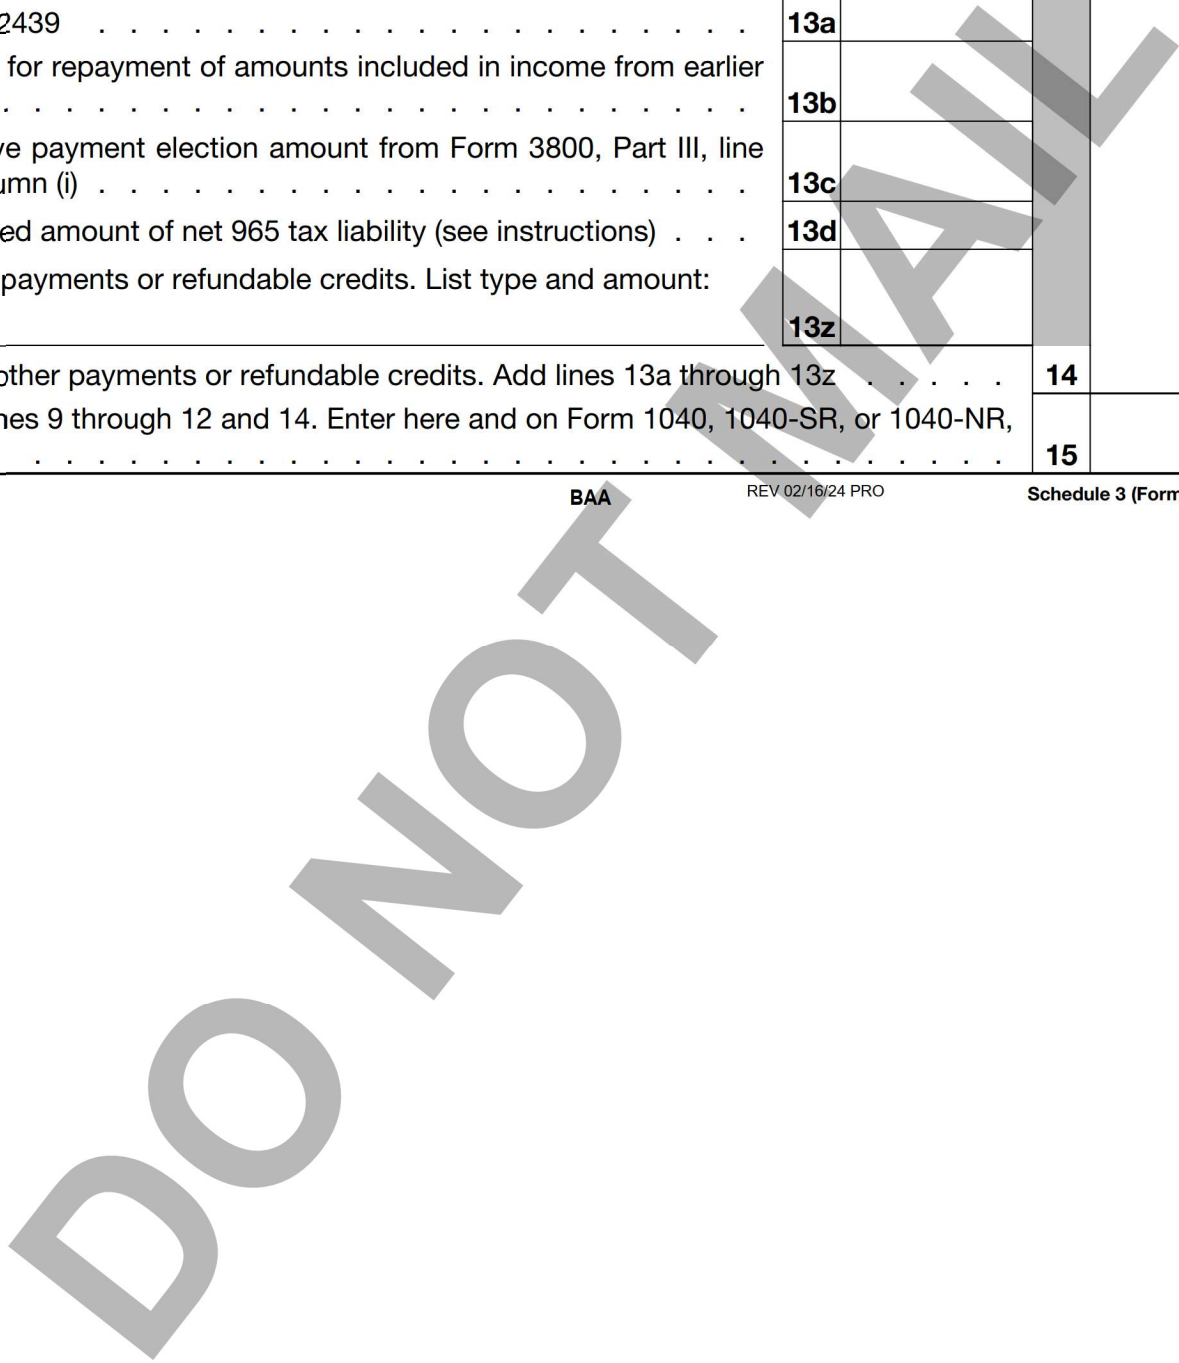 2439 . . . . . . . . . . . . . . . . . . . . . 13a
for repayment of amounts included in income from earlier
. . . . . . . . . . . . . . . . . . . . . . . . 13b
payment election amount from Form 3800, Part III, line
(i) . . . . . . . . . . . . . . . . . . . . . 13c
amount of net 965 tax liability (see instructions) . . . 13d
payments or refundable credits. List type and amount:
13z
other payments or refundable credits. Add lines 13a through 13z . . . . . 14
9 through 12 and 14. Enter here and on Form 1040, 1040-SR, or 1040-NR,
. . . . . . . . . . . . . . . . . . . . . . . . . . . . . . . 15
BAA REV 02/16/24 PRO Schedule 3 (Form
DO NOT MAIL